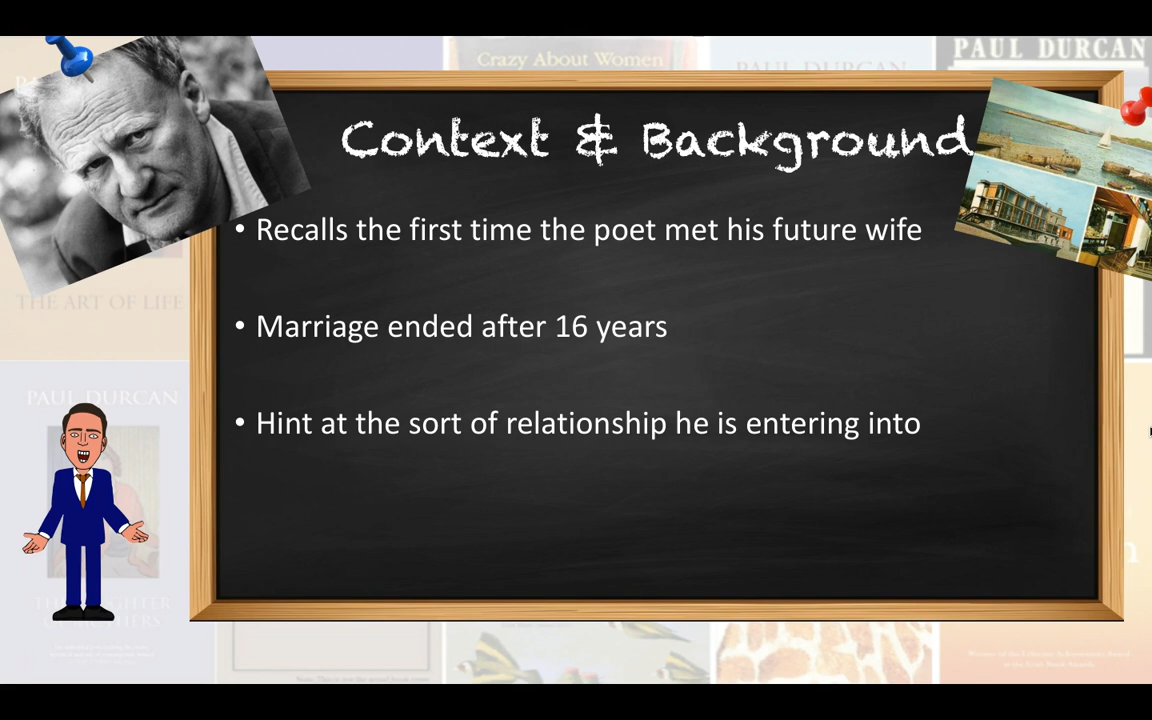 Crazy About Women
PAUL DURCAN
PAUL DURCAN
Context & Background
• Recalls the first time the poet met his future wife
• Marriage ended after 16 years
• Hint at the sort of relationship he is entering into
THE ART OF LIFE
PAUL DURCAN